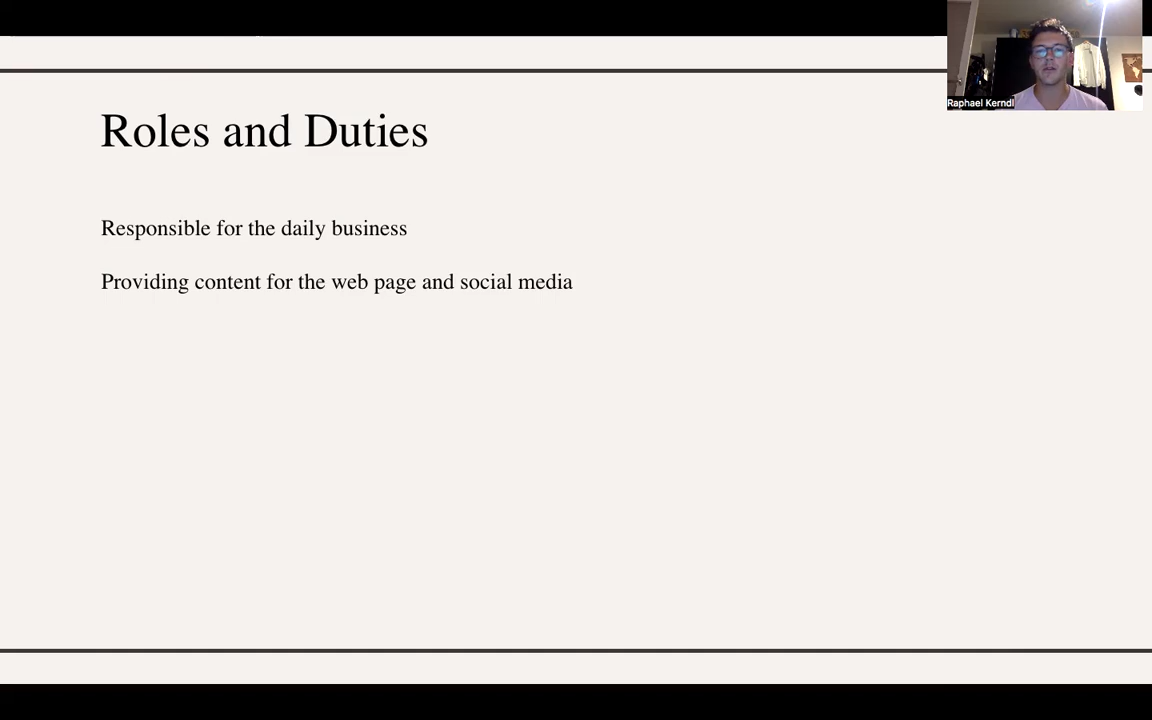 Raphael Kerndl
Roles and Duties
Responsible for the daily business
Providing content for the web page and social media